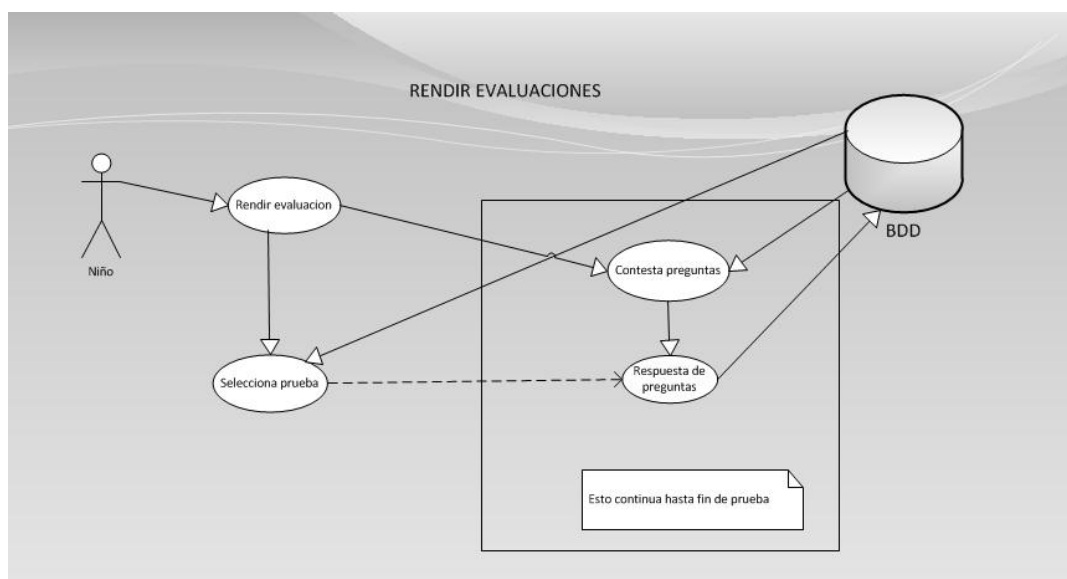 RENDIR EVALUACIONES
BDD
Rendir evaluacion
Niño
Contesta preguntas
Selecciona prueba
Respuesta de
preguntas
Esto continua hasta fin de prueba